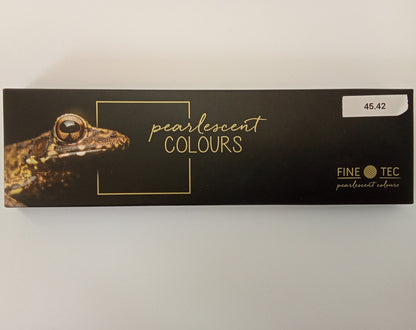 45.42
pearlescent
COLOURS
FINE TEC
pearlescent colours